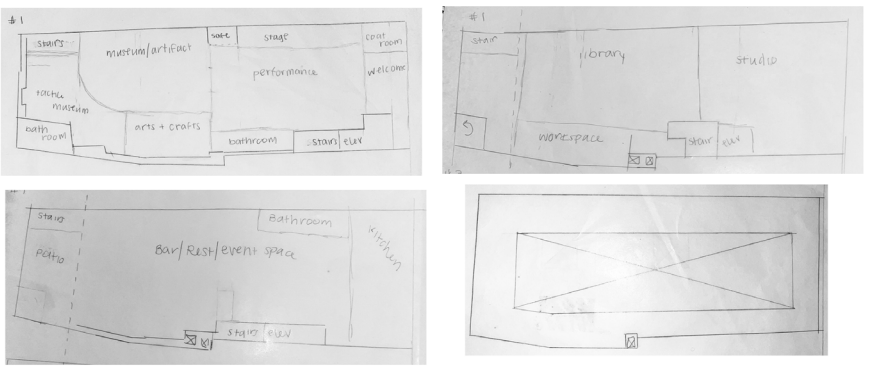 #1
stairs
museum/artifact
safe
stage
coat
room
performance
welcome
tactile
museum
bath
room
arts + crafts
bathroom
stairs
elev
#1
stair
library
studio
workspace
stair
elev
stairs
Bathroom
Kitchen
patio
Bar/Rest/event space
stairs
elev